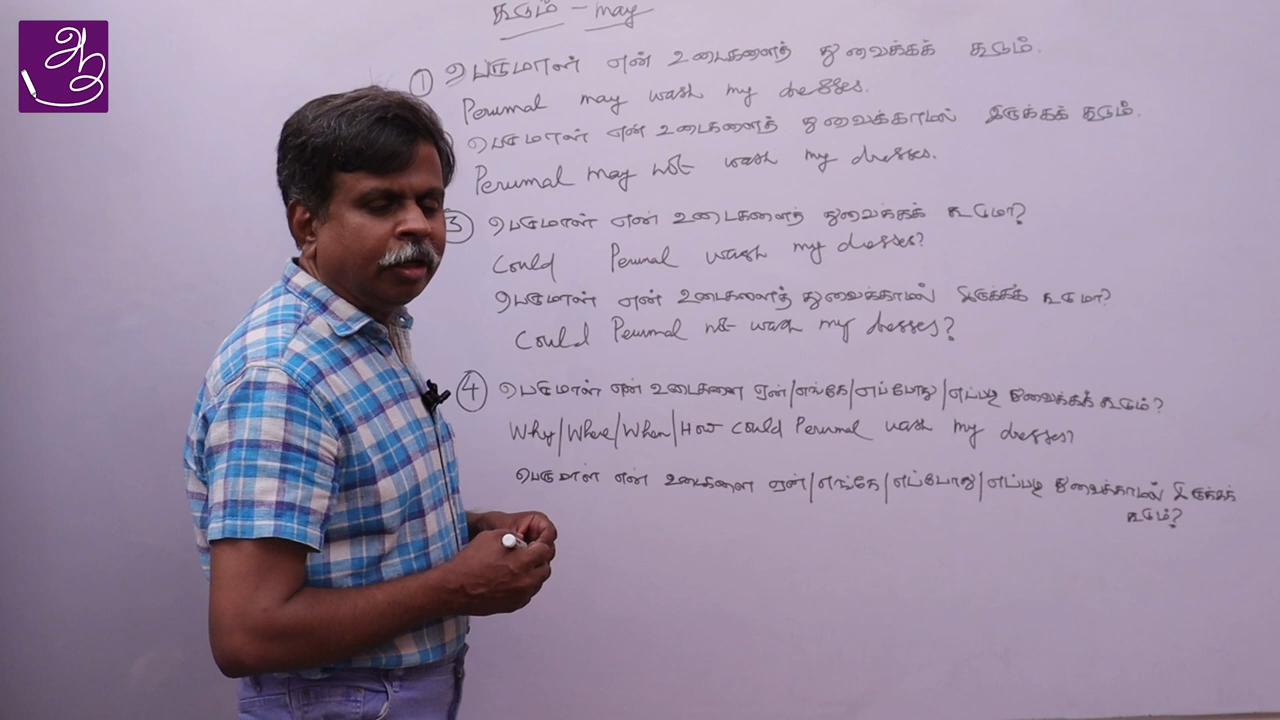 கூடும் - may
① பெருமாள் என் உடைகளைத் துவைக்கக் கூடும்.
Perumal may wash my dresses.
பெருமாள் என் உடைகளைத் துவைக்காமல் இருக்கக் கூடும்.
Perumal may not wash my dresses.
③ பெருமாள் என் உடைகளைத் துவைக்கக் கூடுமா?
Could Perumal wash my dresses?
பெருமாள் என் உடைகளைத் துவைக்காமல் இருக்கக் கூடுமா?
Could Perumal not wash my dresses?
④ பெருமாள் என் உடைகளை ஏன்/எங்கே/எப்போது/எப்படி துவைக்கக் கூடும்?
Why/Where/When/How could Perumal wash my dresses?
பெருமாள் என் உடைகளை ஏன்/எங்கே/எப்போது/எப்படி துவைக்காமல் இருக்கக்
கூடும்?